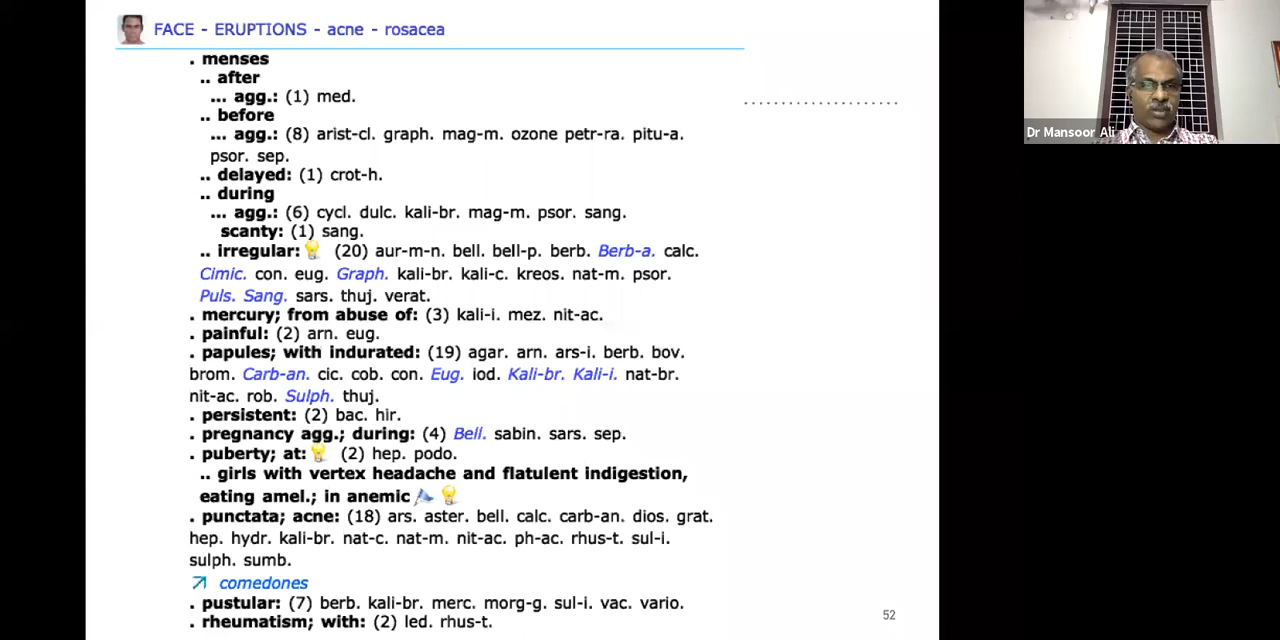 FACE - ERUPTIONS - acne - rosacea
. menses
.. after
... agg.: (1) med.
.. before
... agg.: (8) arist-cl. graph. mag-m. ozone petr-ra. pitu-a.
psor. sep.
.. delayed: (1) crot-h.
.. during
... agg.: (6) cycl. dulc. kali-br. mag-m. psor. sang.
scanty: (1) sang.
.. irregular: (20) aur-m-n. bell. bell-p. berb. Berb-a. calc.
Cimic. con. eug. Graph. kali-br. kali-c. kreos. nat-m. psor.
Puls. Sang. sars. thuj. verat.
. mercury; from abuse of: (3) kali-i. mez. nit-ac.
. painful: (2) arn. eug.
. papules; with indurated: (19) agar. arn. ars-i. berb. bov.
brom. Carb-an. cic. cob. con. Eug. iod. Kali-br. Kali-i. nat-br.
nit-ac. rob. Sulph. thuj.
. persistent: (2) bac. hir.
. pregnancy agg.; during: (4) Bell. sabin. sars. sep.
. puberty; at: (2) hep. podo.
.. girls with vertex headache and flatulent indigestion,
eating amel.; in anemic
. punctata; acne: (18) ars. aster. bell. calc. carb-an. dios. grat.
hep. hydr. kali-br. nat-c. nat-m. nit-ac. ph-ac. rhus-t. sul-i.
sulph. sumb.
comedones
. pustular: (7) berb. kali-br. merc. morg-g. sul-i. vac. vario.
. rheumatism; with: (2) led. rhus-t.
52
Dr Mansoor Ali